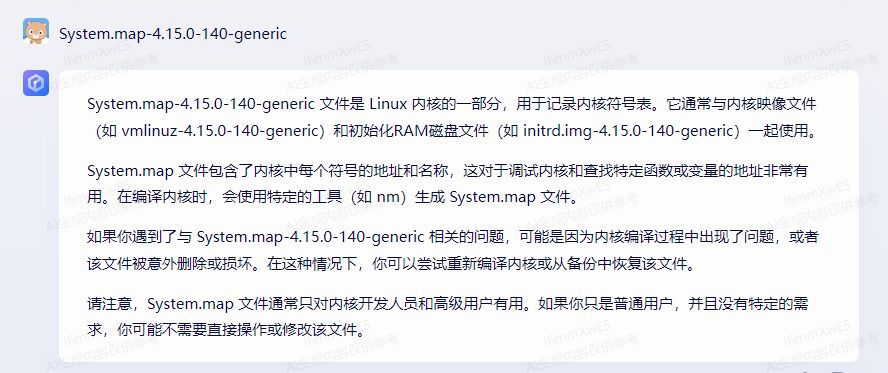 System.map-4.15.0-140-generic
System.map-4.15.0-140-generic 文件是 Linux 内核的一部分，用于记录内核符号表。它通常与内核映像文件
（如 vmlinuz-4.15.0-140-generic）和初始化RAM磁盘文件（如 initrd.img-4.15.0-140-generic）一起使用。
System.map 文件包含了内核中每个符号的地址和名称，这对于调试内核和查找特定函数或变量的地址非常有
用。在编译内核时，会使用特定的工具（如 nm）生成 System.map 文件。
如果你遇到了与 System.map-4.15.0-140-generic 相关的问题，可能是因为内核编译过程中出现了问题，或者
该文件被意外删除或损坏。在这种情况下，你可以尝试重新编译内核或从备份中恢复该文件。
请注意，System.map 文件通常只对内核开发人员和高级用户有用。如果你只是普通用户，并且没有特定的需
求，你可能不需要直接操作或修改该文件。
I6mmXwES
AI生成内容仅供参考